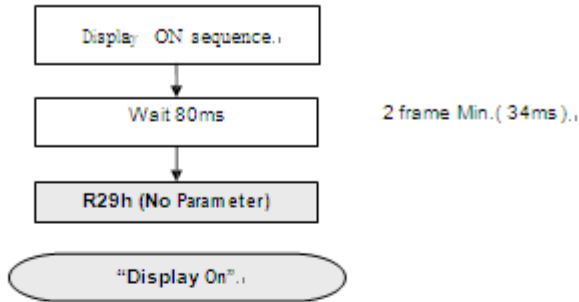 Display ON sequence.
Wait 80ms
2 frame Min.( 34ms).
R29h (No Parameter)
“Display On”.